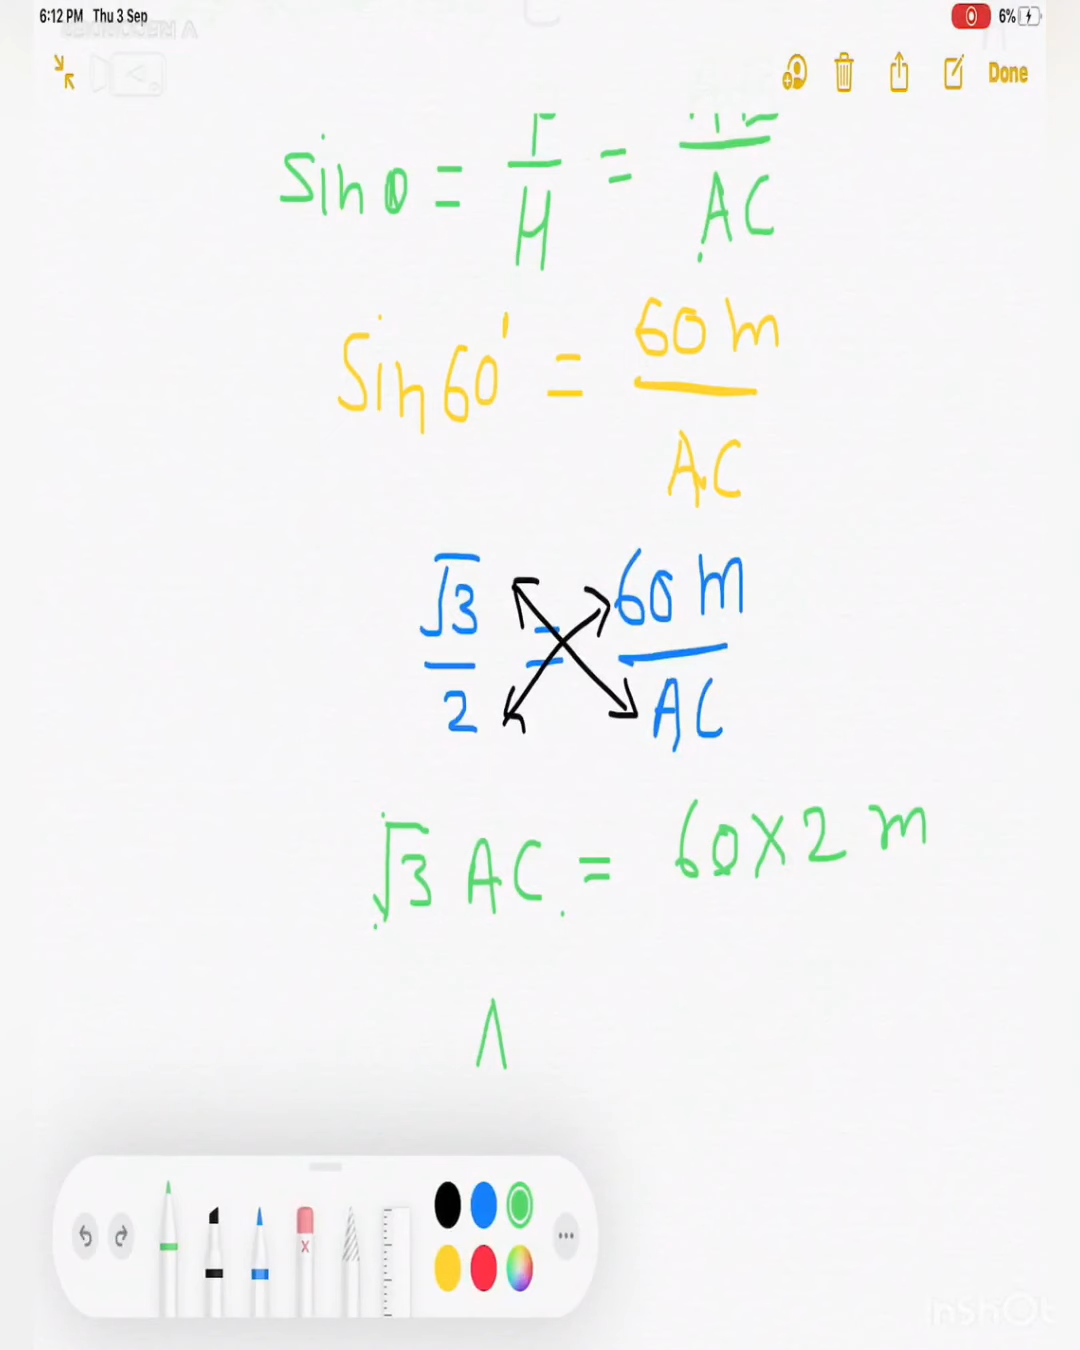 6:12 PM Thu 3 Sep 6%
Done
Sin θ = P/H = /AC
Sin 60' = 60 m/AC
√3/2 = 60 m/AC
√3 AC = 60 × 2 m
InShot